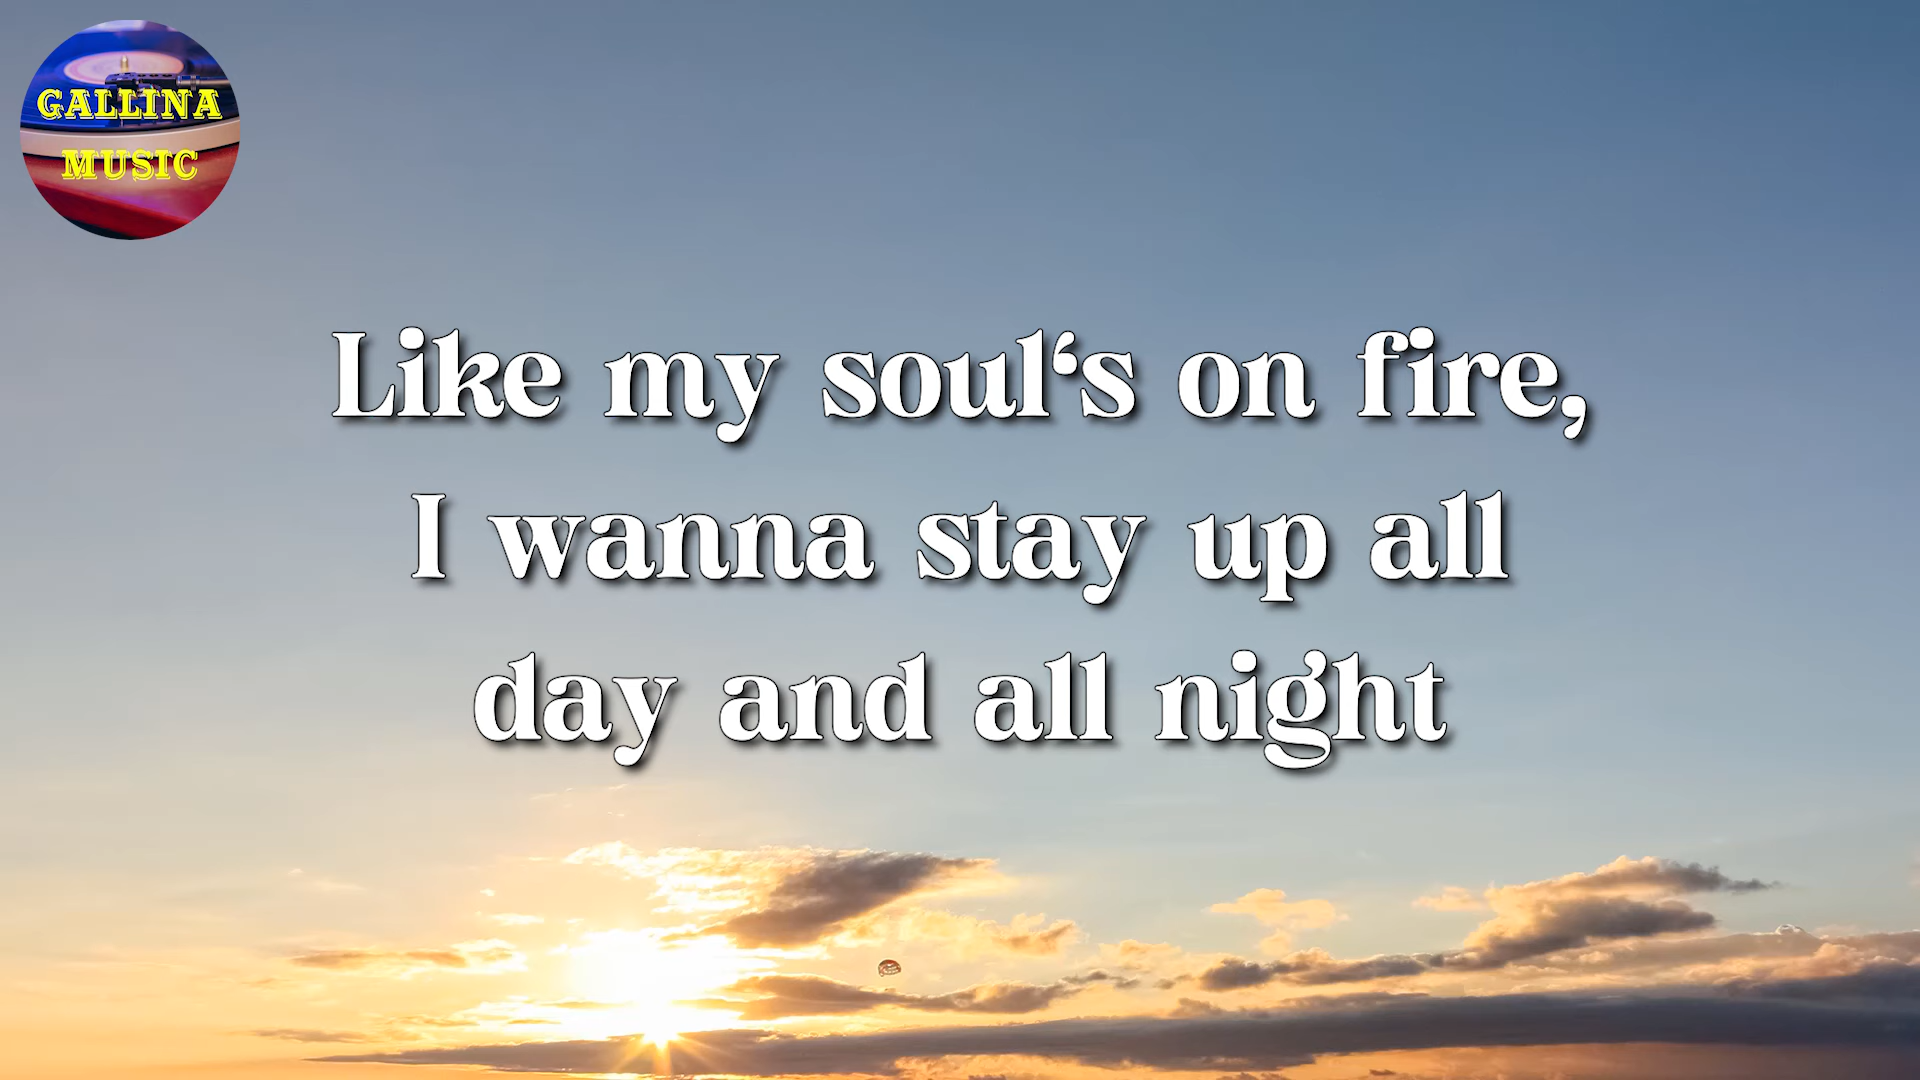 GALLINA
MUSIC
Like my soul‘s on fire,
I wanna stay up all
day and all night